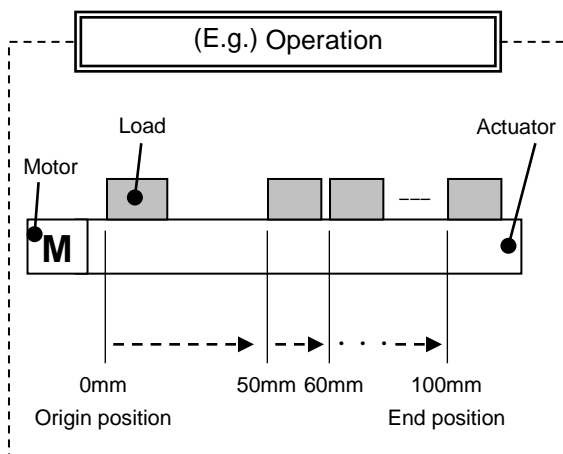 (E.g.) Operation
Load
Actuator
Motor
M
0mm
50mm
60mm
100mm
Origin position
End position